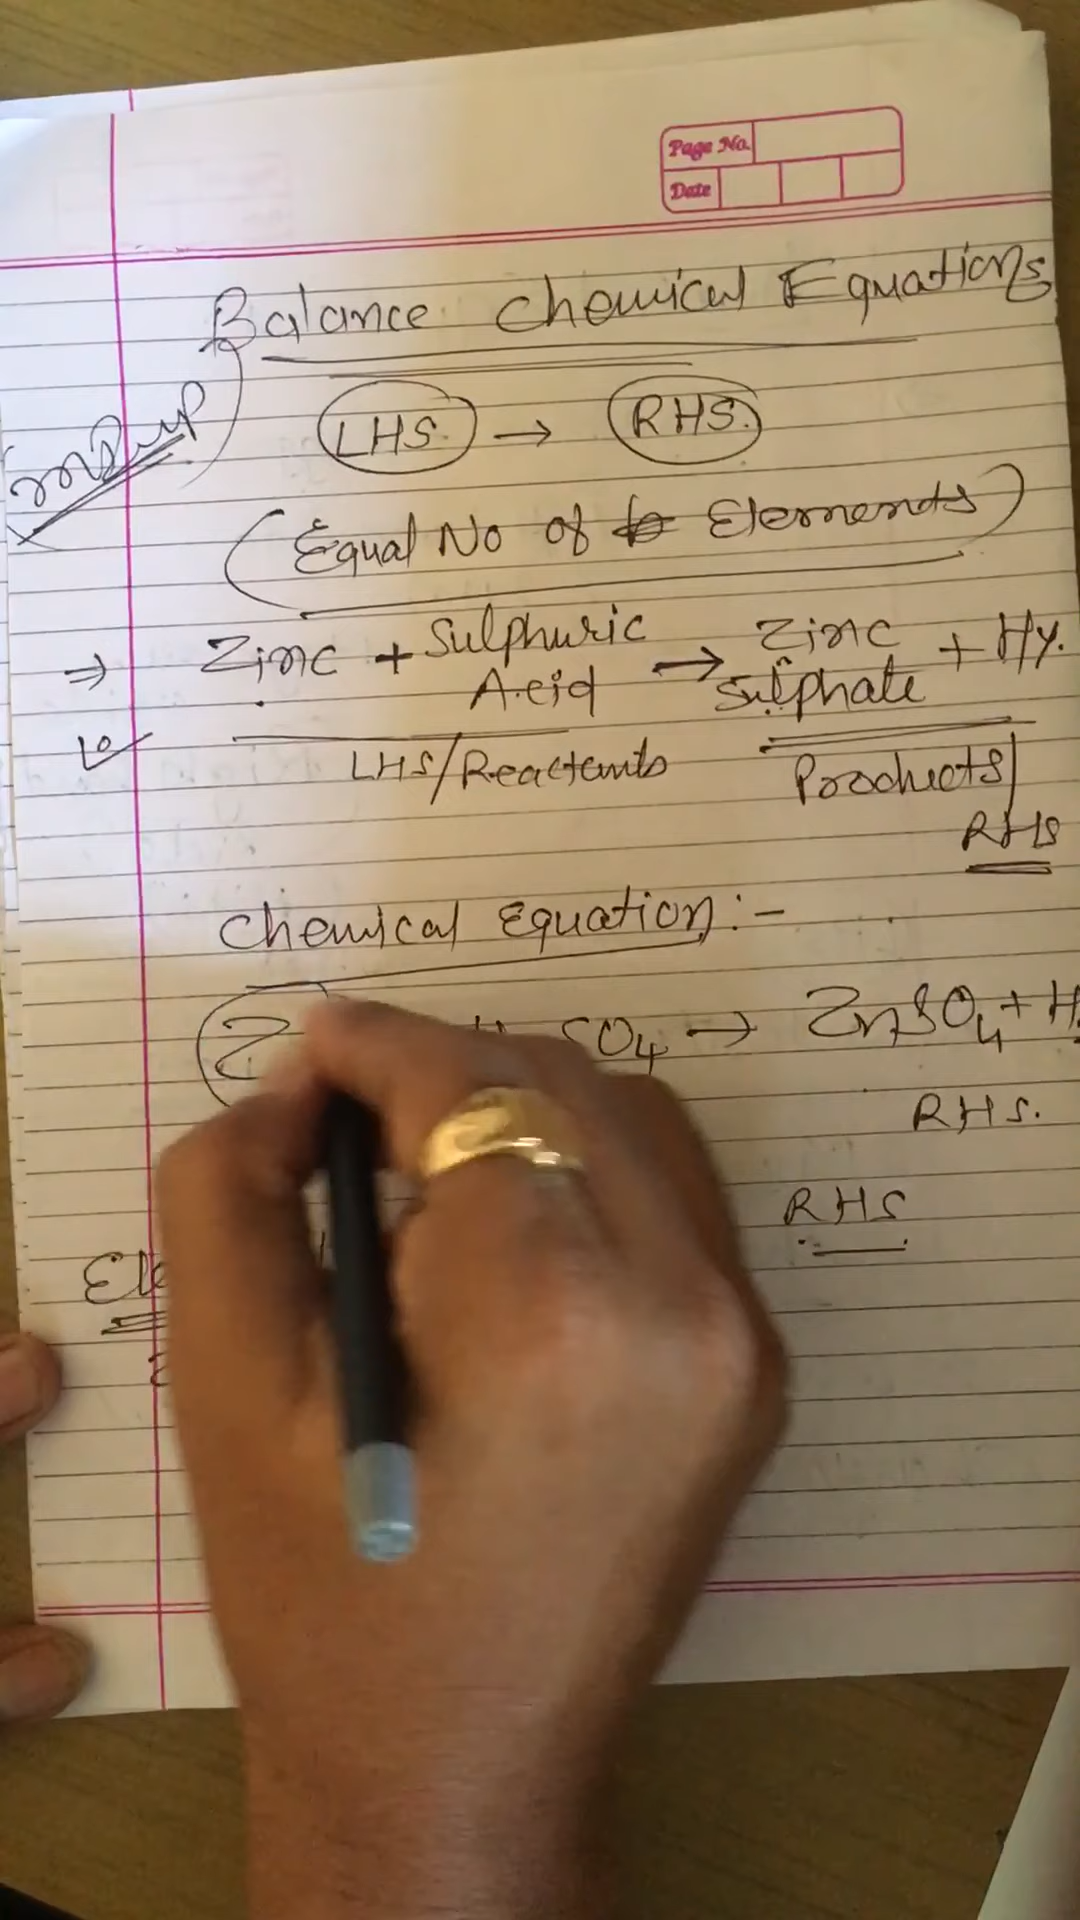 Page No.
Date
Balance Chemical Equations
LHS. → RHS.
(Equal No of Elements)
⇒ Zinc + Sulphuric Acid → Zinc Sulphate + Hy.
LHS/Reactants
Products/
RHS
Chemical Equation:-
SO4 → ZnSO4 + H
RHS.
RHS
Ele